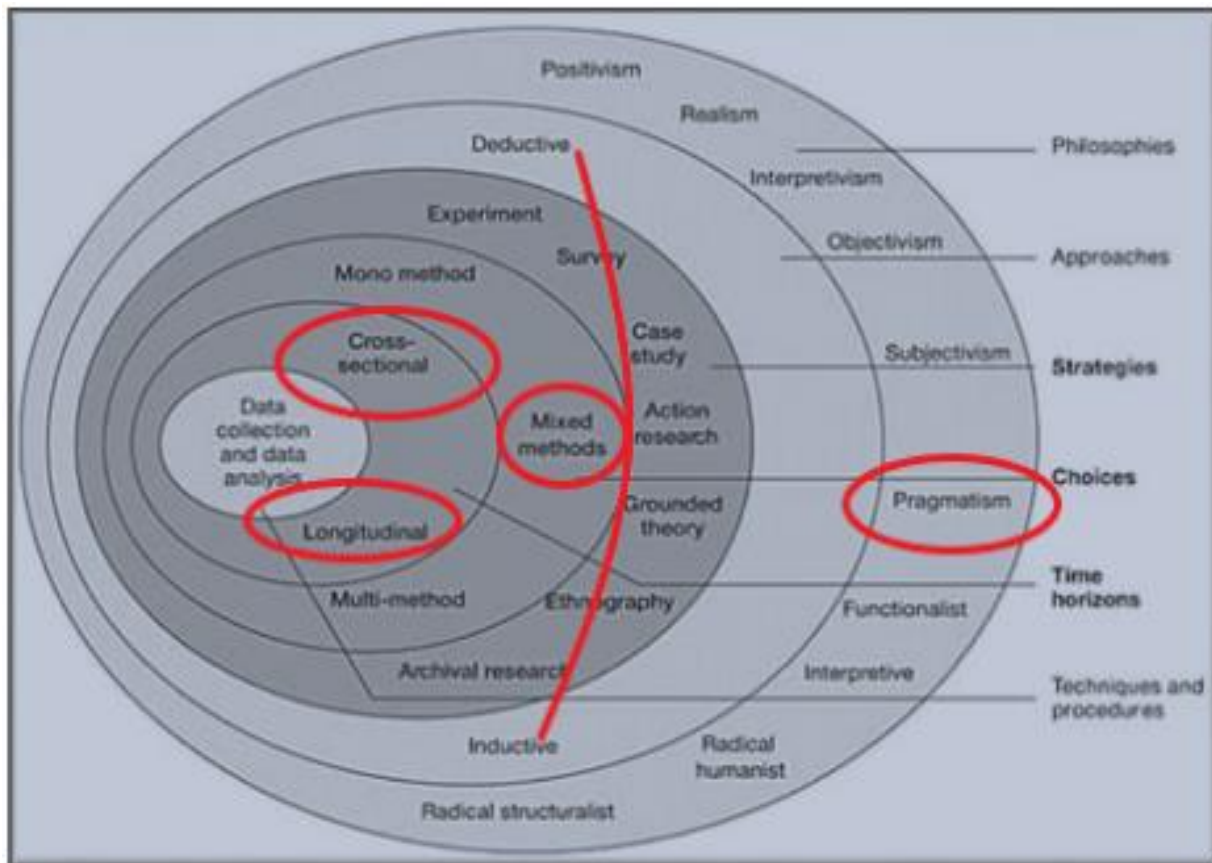 Positivism
Realism
Deductive
Philosophies
Interpretivism
Experiment
Objectivism
Survey
Approaches
Mono method
Cross-
sectional
Case
study
Subjectivism
Strategies
Data
collection
and data
analysis
Mixed
methods
Action
research
Choices
Pragmatism
Longitudinal
Grounded
theory
Time
horizons
Multi-method
Ethnography
Functionalist
Archival research
Interpretive
Techniques and
procedures
Inductive
Radical
humanist
Radical structuralist